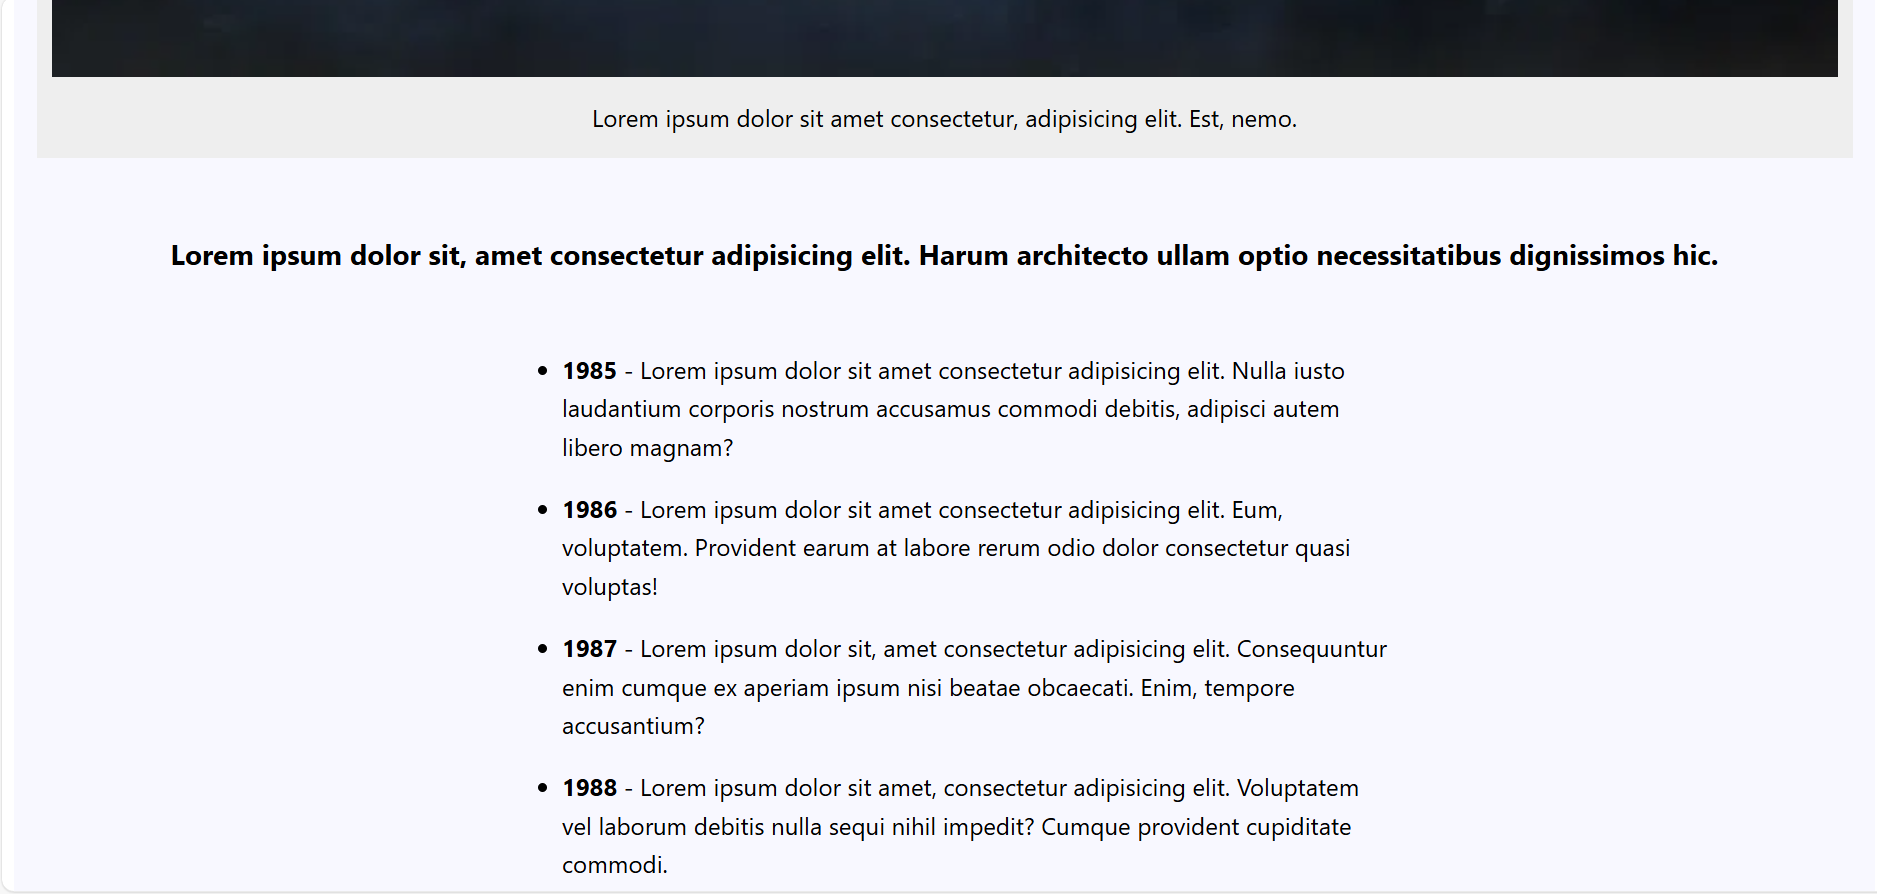 Lorem ipsum dolor sit amet consectetur, adipisicing elit. Est, nemo.
Lorem ipsum dolor sit, amet consectetur adipisicing elit. Harum architecto ullam optio necessitatibus dignissimos hic.
• 1985 - Lorem ipsum dolor sit amet consectetur adipisicing elit. Nulla iusto
laudantium corporis nostrum accusamus commodi debitis, adipisci autem
libero magnam?
• 1986 - Lorem ipsum dolor sit amet consectetur adipisicing elit. Eum,
voluptatem. Provident earum at labore rerum odio dolor consectetur quasi
voluptas!
• 1987 - Lorem ipsum dolor sit, amet consectetur adipisicing elit. Consequuntur
enim cumque ex aperiam ipsum nisi beatae obcaecati. Enim, tempore
accusantium?
• 1988 - Lorem ipsum dolor sit amet, consectetur adipisicing elit. Voluptatem
vel laborum debitis nulla sequi nihil impedit? Cumque provident cupiditate
commodi.